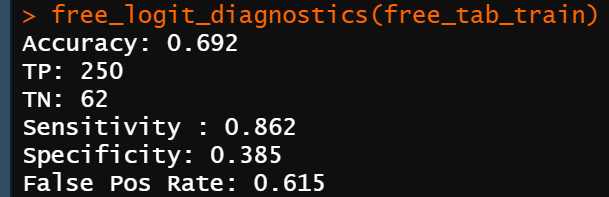 > free_logit_diagnostics(free_tab_train)
Accuracy: 0.692
TP: 250
TN: 62
Sensitivity : 0.862
Specificity: 0.385
False Pos Rate: 0.615